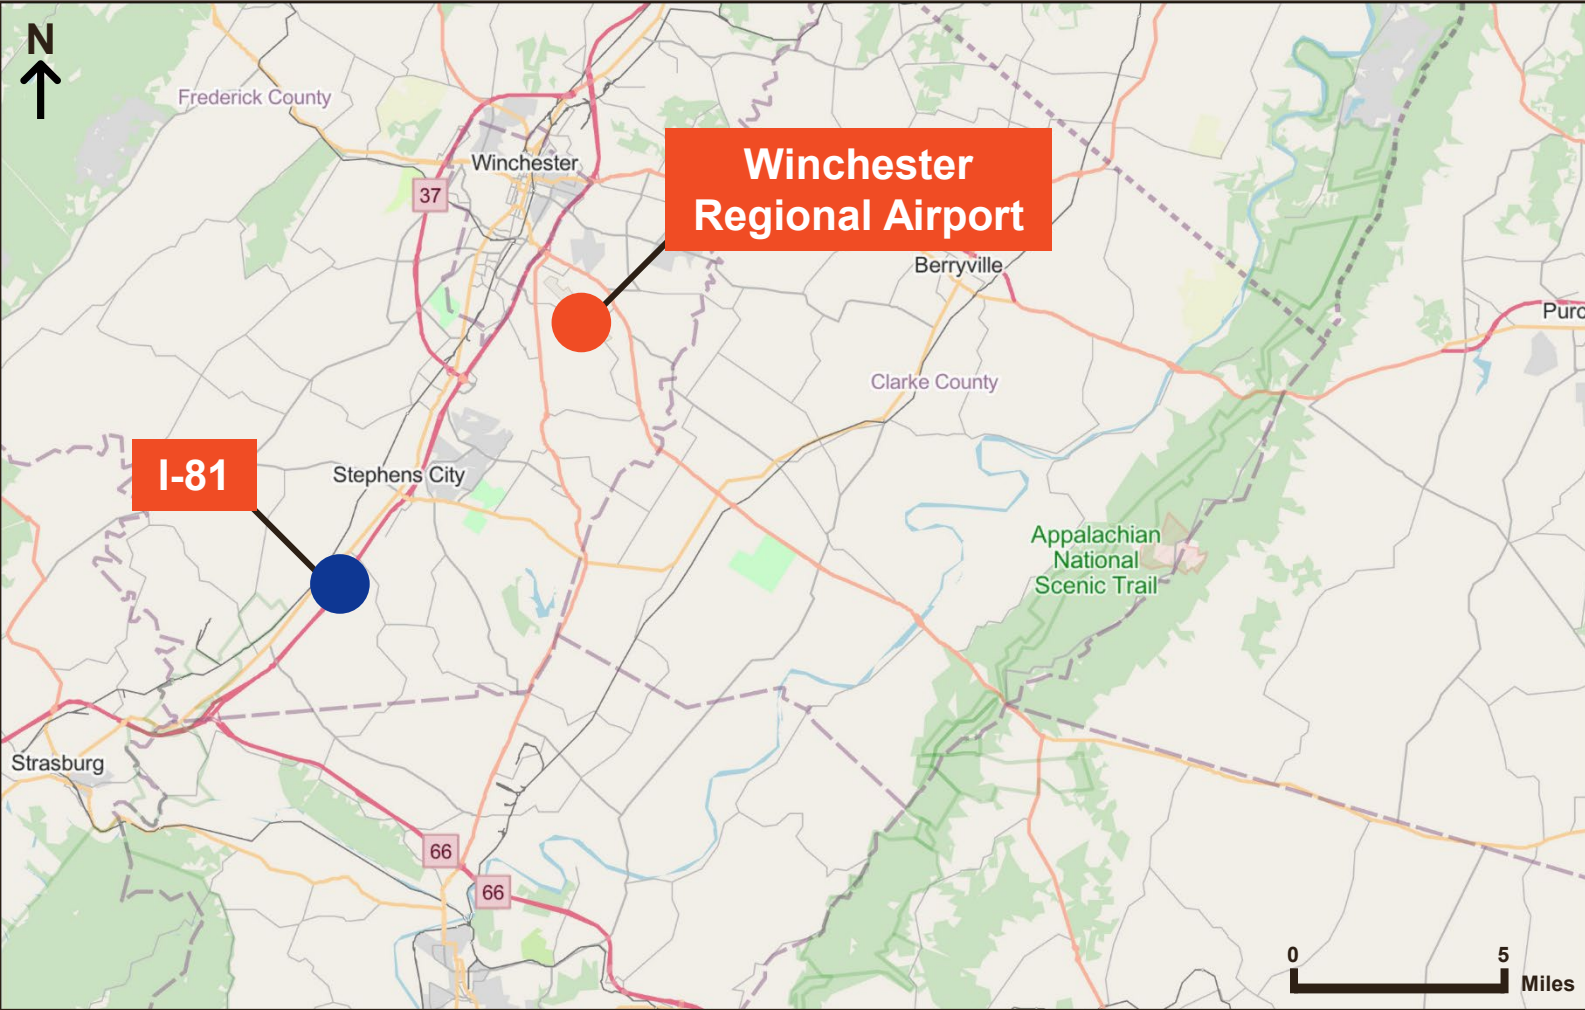 N
Frederick County
Winchester
37
Winchester
Regional Airport
Berryville
Purc
Clarke County
I-81
Stephens City
Appalachian
National
Scenic Trail
Strasburg
66
66
0 5
Miles